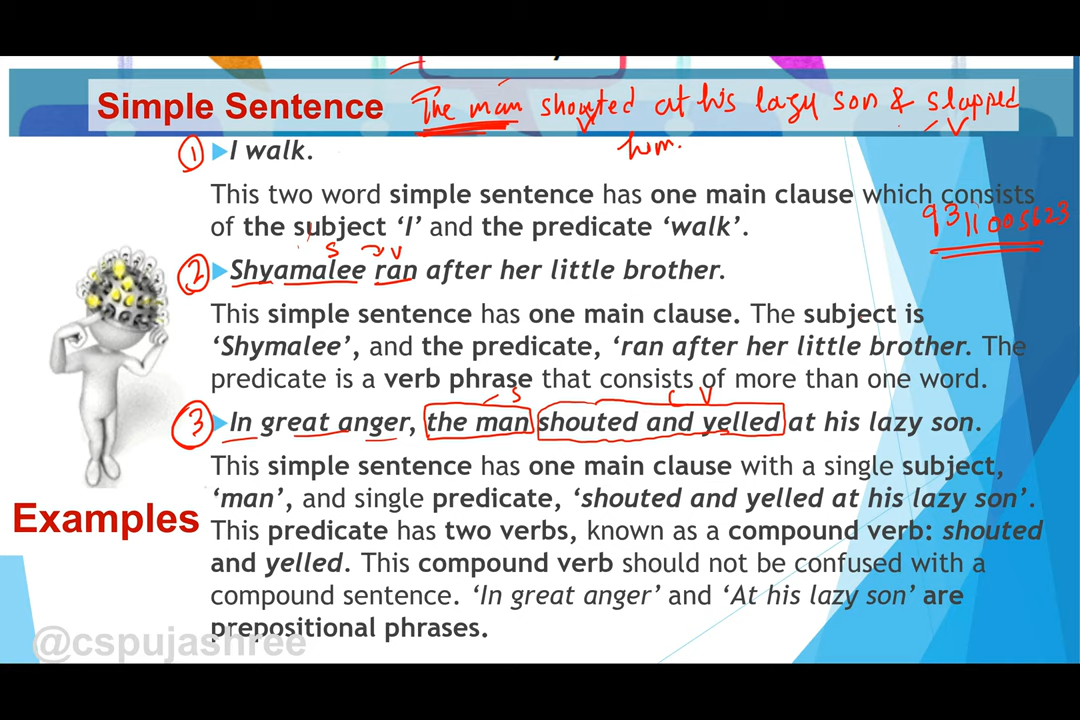 Simple Sentence The man shouted at his lazy son & slapped
him.
① I walk.
This two word simple sentence has one main clause which consists
of the subject ‘I’ and the predicate ‘walk’.
9311005623
S V
② Shyamalee ran after her little brother.
This simple sentence has one main clause. The subject is
‘Shymalee’, and the predicate, ‘ran after her little brother. The
predicate is a verb phrase that consists of more than one word.
S C V
③ In great anger, the man shouted and yelled at his lazy son.
This simple sentence has one main clause with a single subject,
‘man’, and single predicate, ‘shouted and yelled at his lazy son’.
Examples
This predicate has two verbs, known as a compound verb: shouted
and yelled. This compound verb should not be confused with a
compound sentence. ‘In great anger’ and ‘At his lazy son’ are
prepositional phrases.
@cspujashree